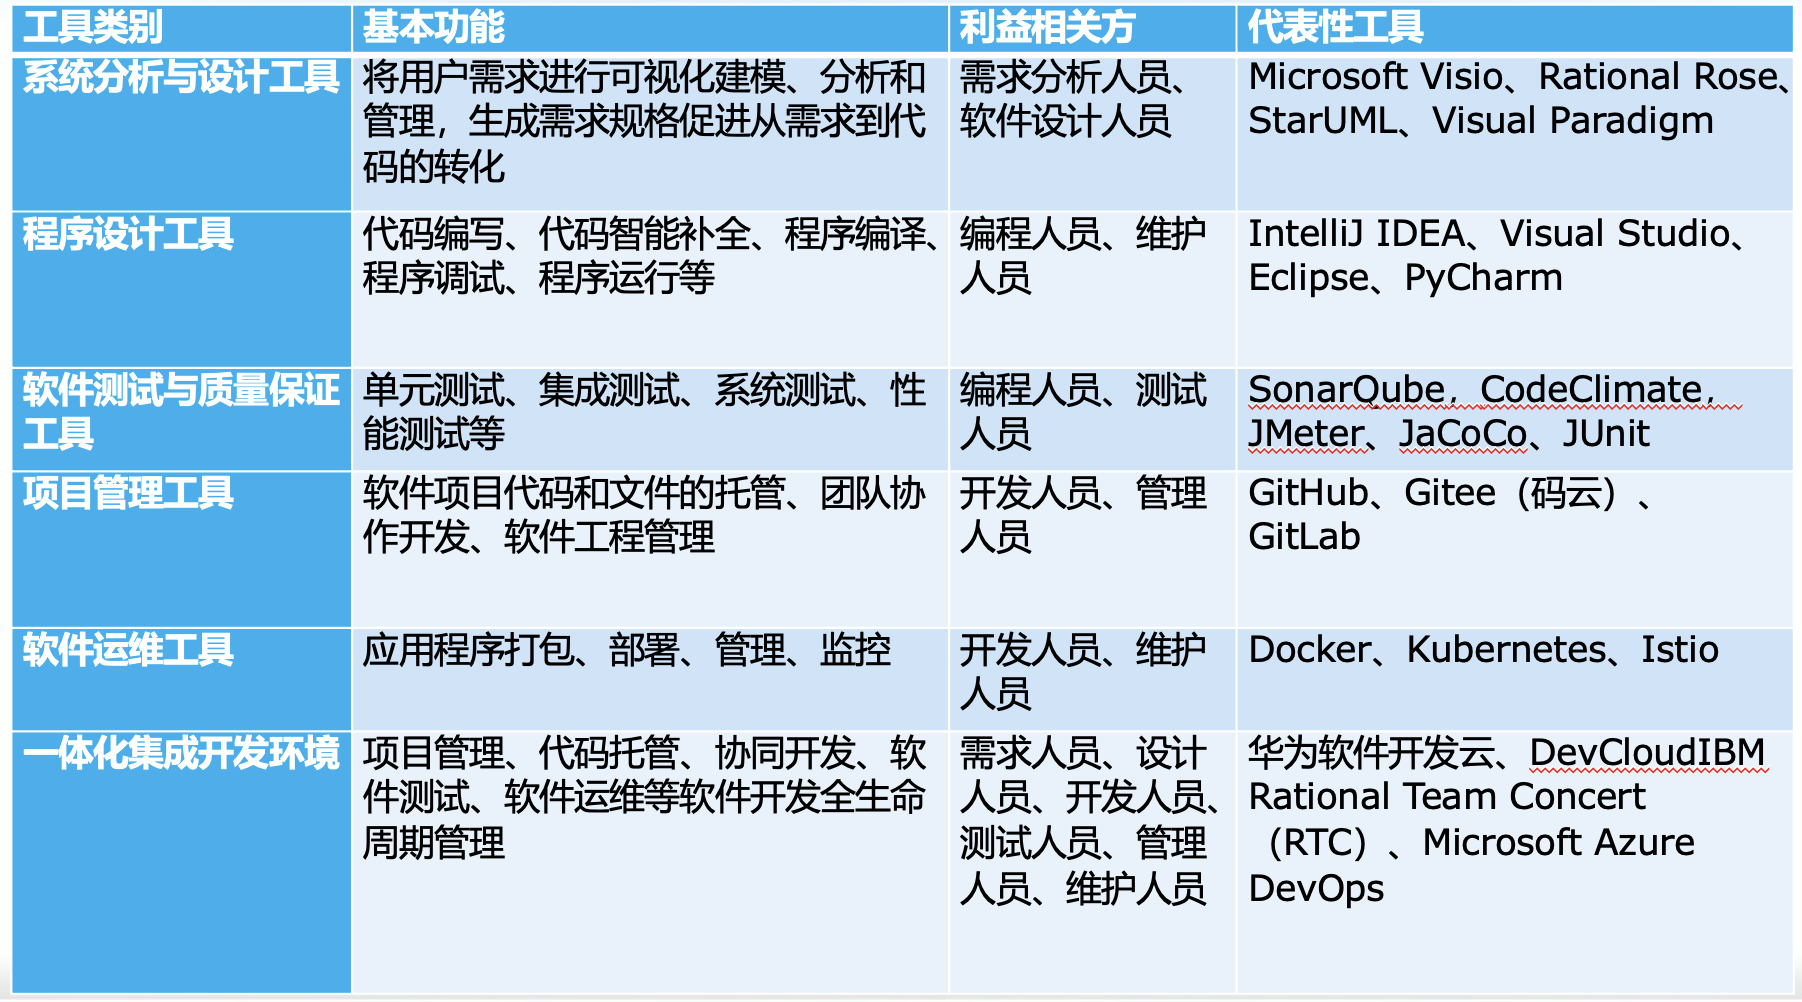 工具类别
基本功能
利益相关方
代表性工具
系统分析与设计工具
将用户需求进行可视化建模、分析和
管理，生成需求规格促进从需求到代
码的转化
需求分析人员、
软件设计人员
Microsoft Visio、Rational Rose、
StarUML、Visual Paradigm
程序设计工具
代码编写、代码智能补全、程序编译、
程序调试、程序运行等
编程人员、维护
人员
IntelliJ IDEA、Visual Studio、
Eclipse、PyCharm
软件测试与质量保证
工具
单元测试、集成测试、系统测试、性
能测试等
编程人员、测试
人员
SonarQube，CodeClimate，
JMeter、JaCoCo、JUnit
项目管理工具
软件项目代码和文件的托管、团队协
作开发、软件工程管理
开发人员、管理
人员
GitHub、Gitee（码云）、
GitLab
软件运维工具
应用程序打包、部署、管理、监控
开发人员、维护
人员
Docker、Kubernetes、Istio
一体化集成开发环境
项目管理、代码托管、协同开发、软
件测试、软件运维等软件开发全生命
周期管理
需求人员、设计
人员、开发人员、
测试人员、管理
人员、维护人员
华为软件开发云、DevCloudIBM
Rational Team Concert
（RTC）、Microsoft Azure
DevOps